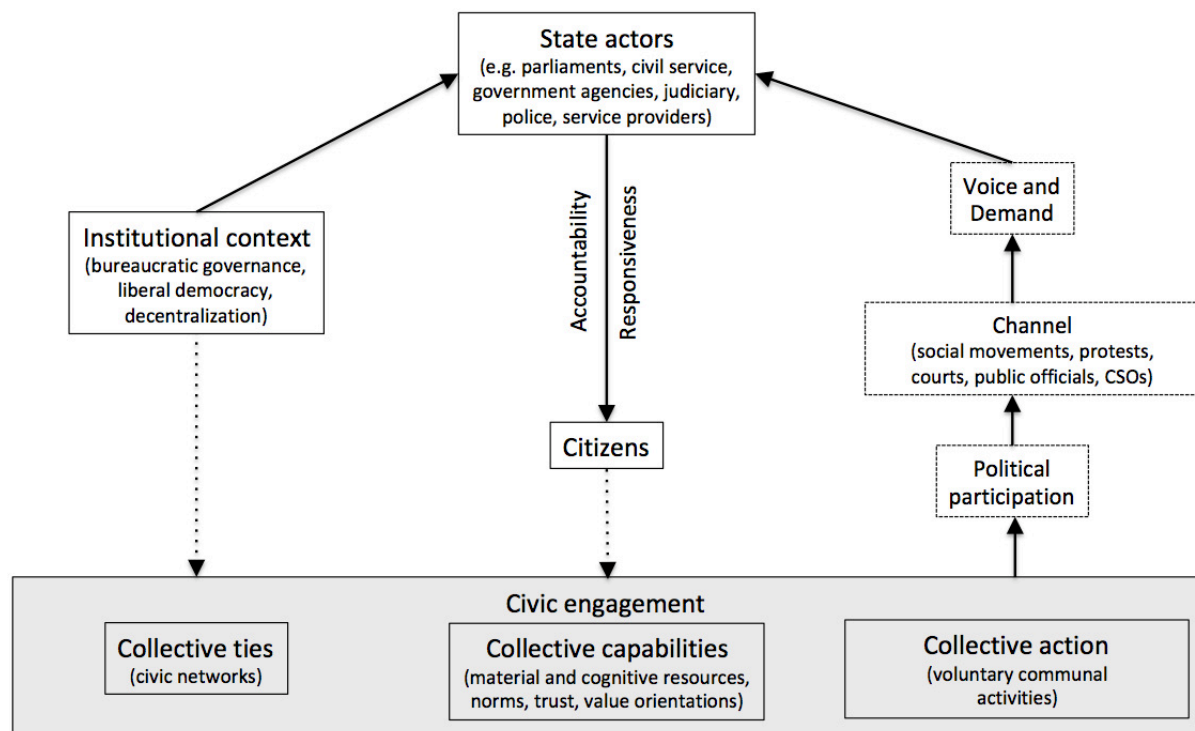 State actors
(e.g. parliaments, civil service,
government agencies, judiciary,
police, service providers)
Voice and
Demand
Institutional context
(bureaucratic governance,
liberal democracy,
decentralization)
Accountability
Responsiveness
Channel
(social movements, protests,
courts, public officials, CSOs)
Citizens
Political
participation
Civic engagement
Collective ties
(civic networks)
Collective capabilities
(material and cognitive resources,
norms, trust, value orientations)
Collective action
(voluntary communal
activities)